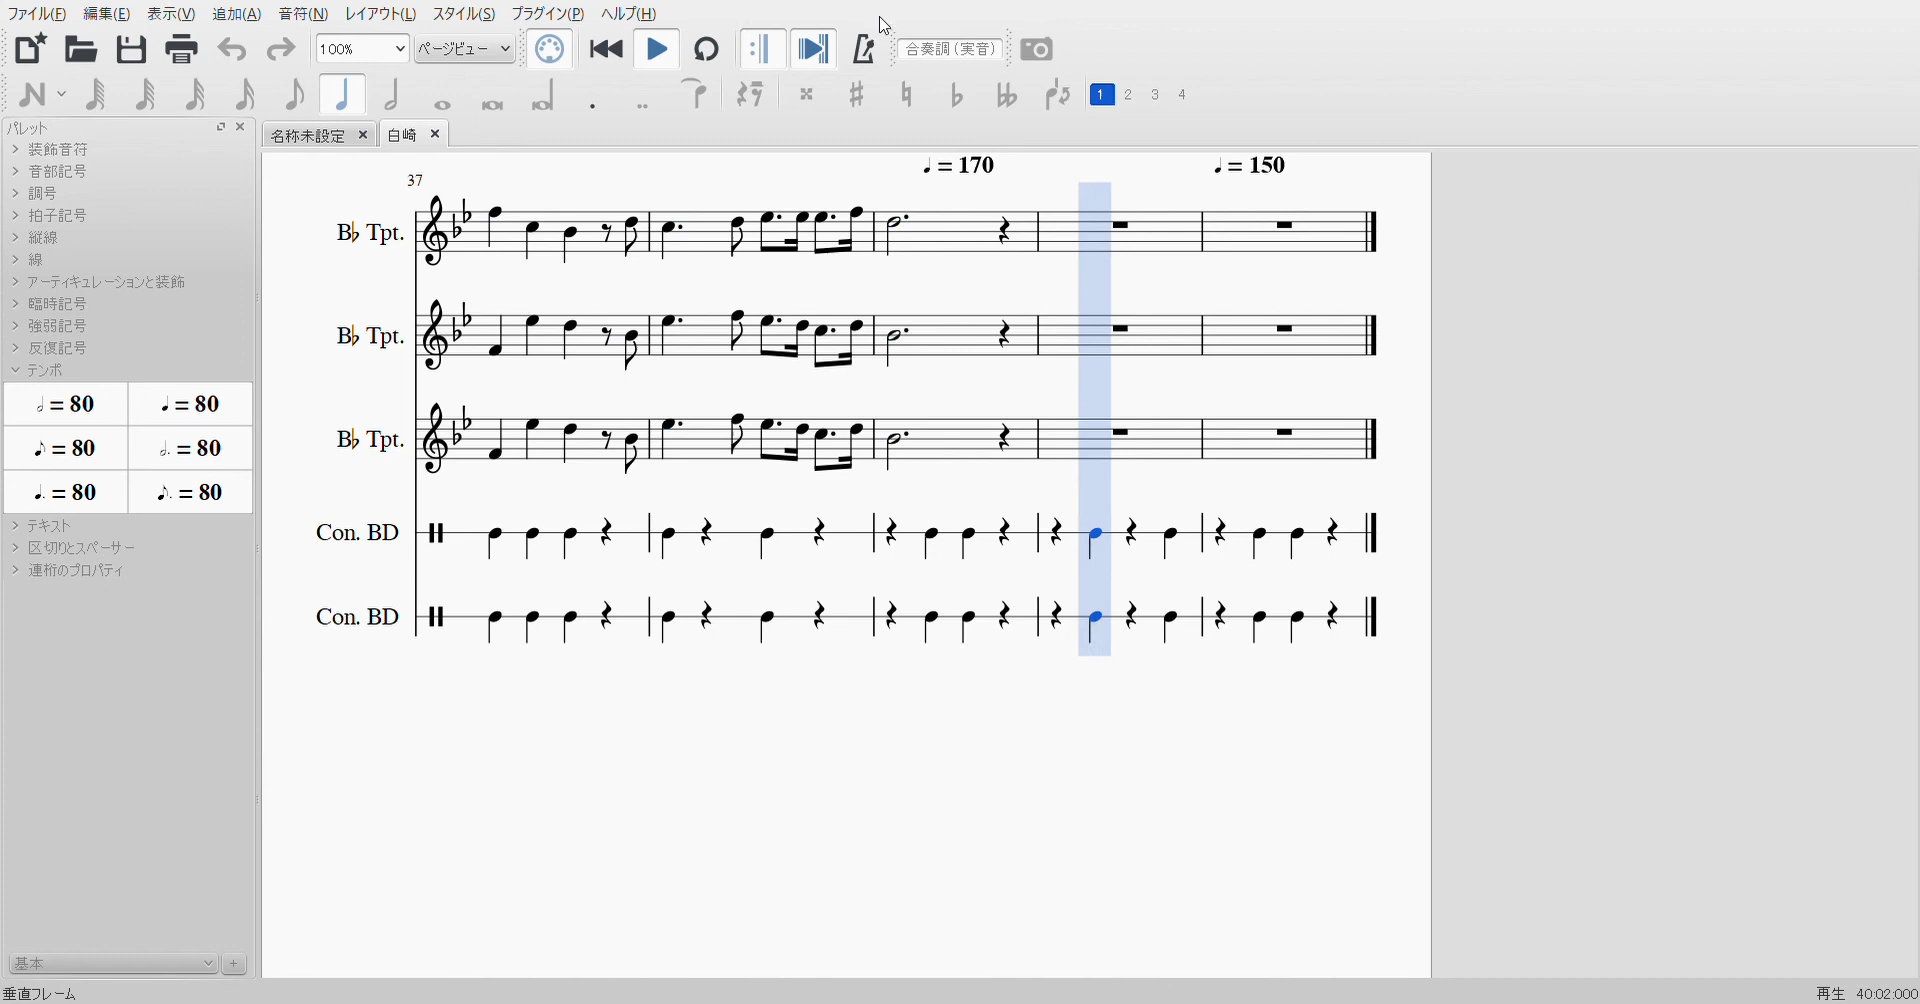 ファイル(F) 編集(E) 表示(V) 追加(A) 音符(N) レイアウト(L) スタイル(S) プラグイン(P) ヘルプ(H)
100% ページビュー 合奏調 (実音)
1 2 3 4
パレット
名称未設定 白崎
装飾音符
音部記号
調号
拍子記号
縦線
線
アーティキュレーションと装飾
臨時記号
強弱記号
反復記号
テンポ
= 80 = 80
= 80 = 80
= 80 = 80
テキスト
区切りとスペーサー
連桁のプロパティ
基本 +
= 170 = 150
37
B♭ Tpt.
B♭ Tpt.
B♭ Tpt.
Con. BD
Con. BD
垂直フレーム 再生 40:02:000